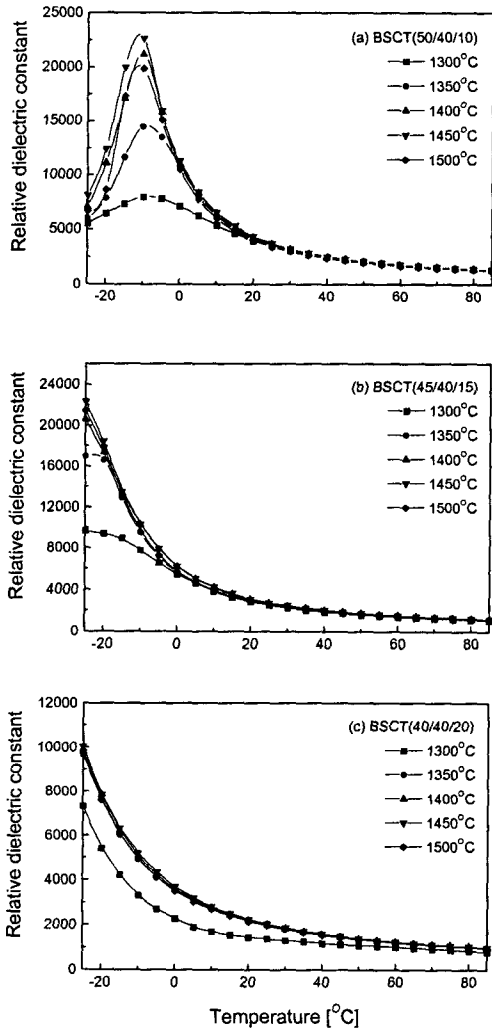 (a) BSCT(50/40/10)
1300°C
1350°C
1400°C
1450°C
1500°C
Relative dielectric constant
25000
20000
15000
10000
5000
0
-20 0 20 40 60 80
(b) BSCT(45/40/15)
1300°C
1350°C
1400°C
1450°C
1500°C
Relative dielectric constant
24000
20000
16000
12000
8000
4000
0
-20 0 20 40 60 80
(c) BSCT(40/40/20)
1300°C
1350°C
1400°C
1450°C
1500°C
Relative dielectric constant
12000
10000
8000
6000
4000
2000
0
-20 0 20 40 60 80
Temperature [°C]